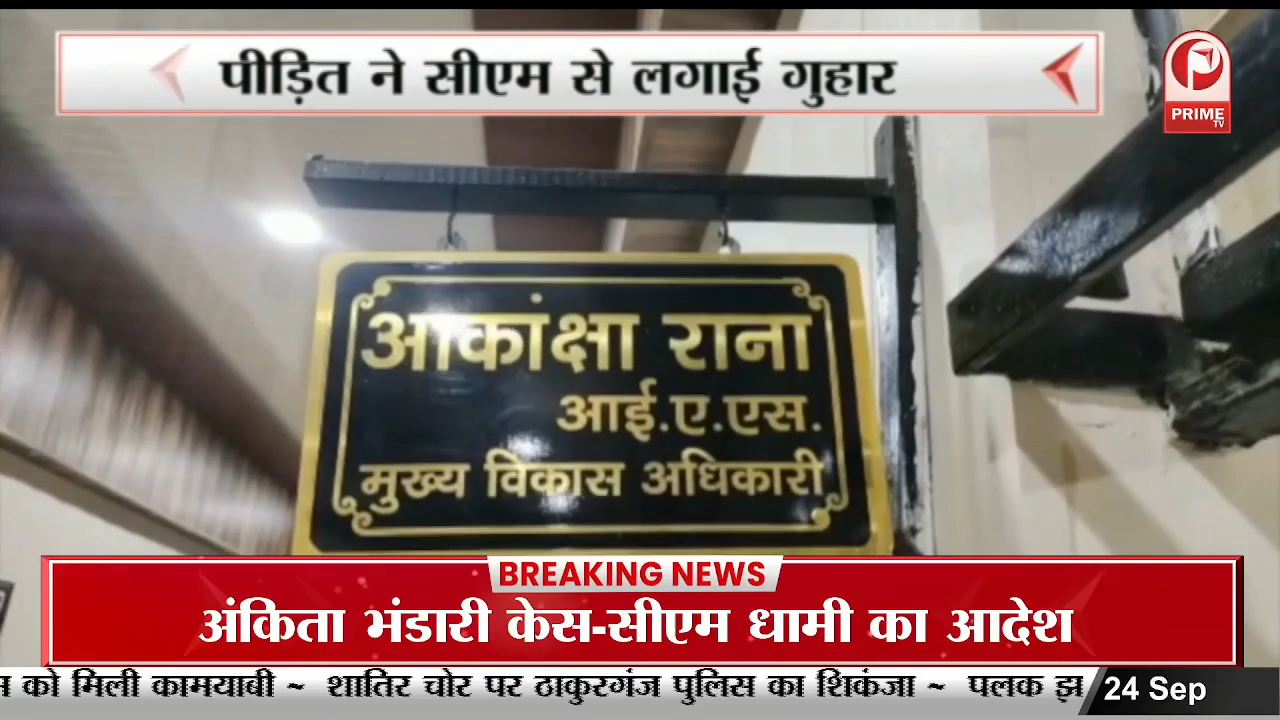 पीड़ित ने सीएम से लगाई गुहार
PRIME
TV
आकांक्षा राना
आई.ए.एस.
मुख्य विकास अधिकारी
BREAKING NEWS
अंकिता भंडारी केस-सीएम धामी का आदेश
को मिली कामयाबी ~ शातिर चोर पर ठाकुरगंज पुलिस का शिकंजा ~ पलक
24 Sep